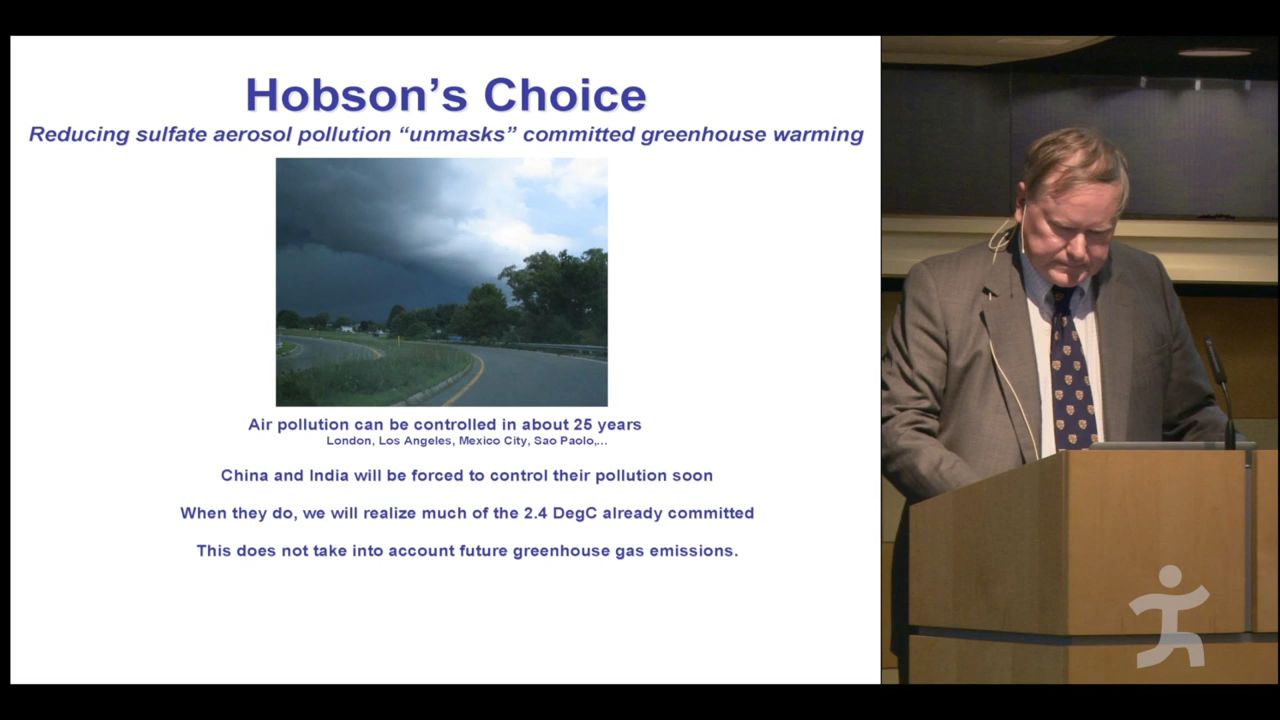 Hobson’s Choice
Reducing sulfate aerosol pollution “unmasks” committed greenhouse warming
Air pollution can be controlled in about 25 years
London, Los Angeles, Mexico City, Sao Paolo,...
China and India will be forced to control their pollution soon
When they do, we will realize much of the 2.4 DegC already committed
This does not take into account future greenhouse gas emissions.